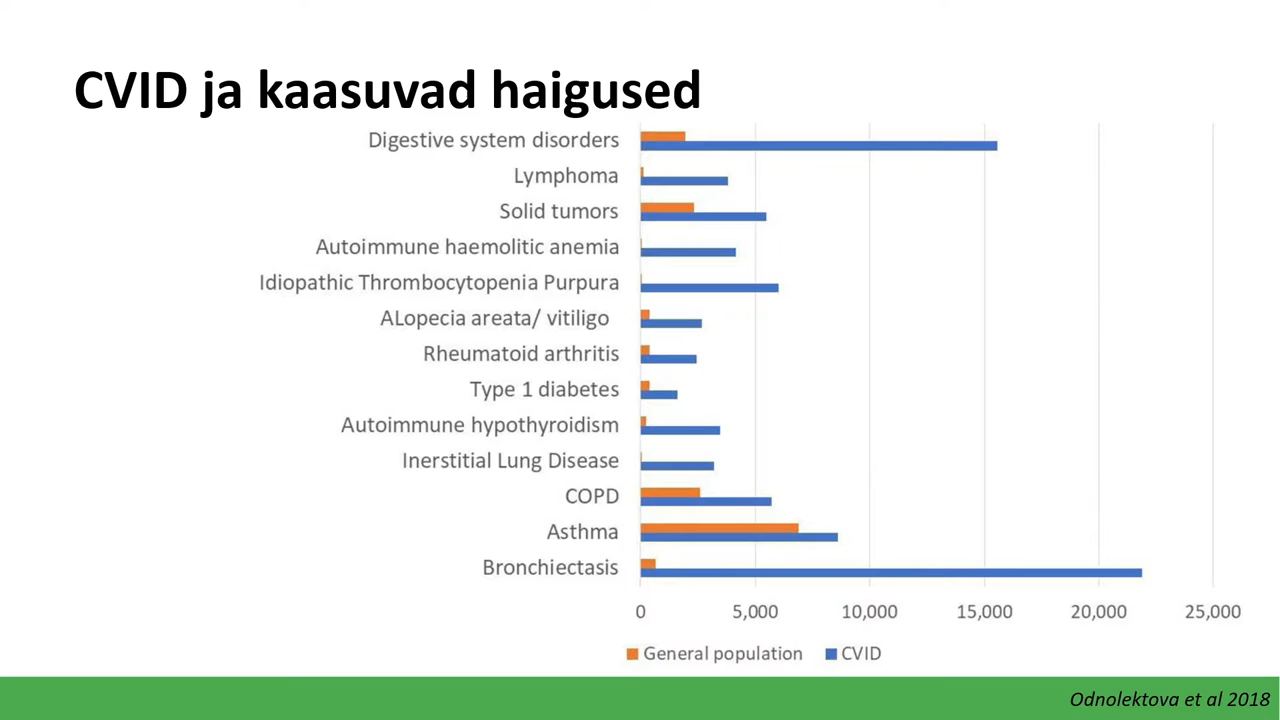 CVID ja kaasuvad haigused
Digestive system disorders
Lymphoma
Solid tumors
Autoimmune haemolitic anemia
Idiopathic Thrombocytopenia Purpura
ALopecia areata/ vitiligo
Rheumatoid arthritis
Type 1 diabetes
Autoimmune hypothyroidism
Inerstitial Lung Disease
COPD
Asthma
Bronchiectasis
0 5,000 10,000 15,000 20,000 25,000
General population CVID
Odnolektova et al 2018